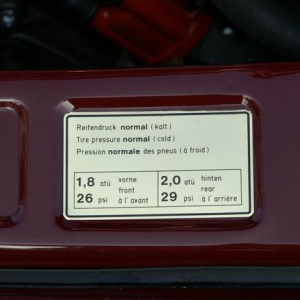 Reifendruck normal (kalt)
Tire pressure normal (cold)
Pression normale des pneus (à froid)
1,8 atü vorne 2,0 atü hinten
front rear
26 psi à l'avant 29 psi à l'arrière